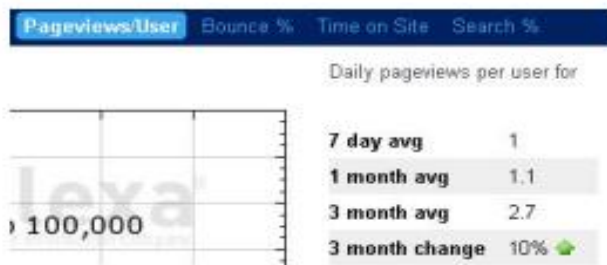 Pageviews/User Bounce % Time on Site Search %
Daily pageviews per user for
7 day avg 1
1 month avg 1.1
3 month avg 2.7
3 month change 10%
lexa
100,000